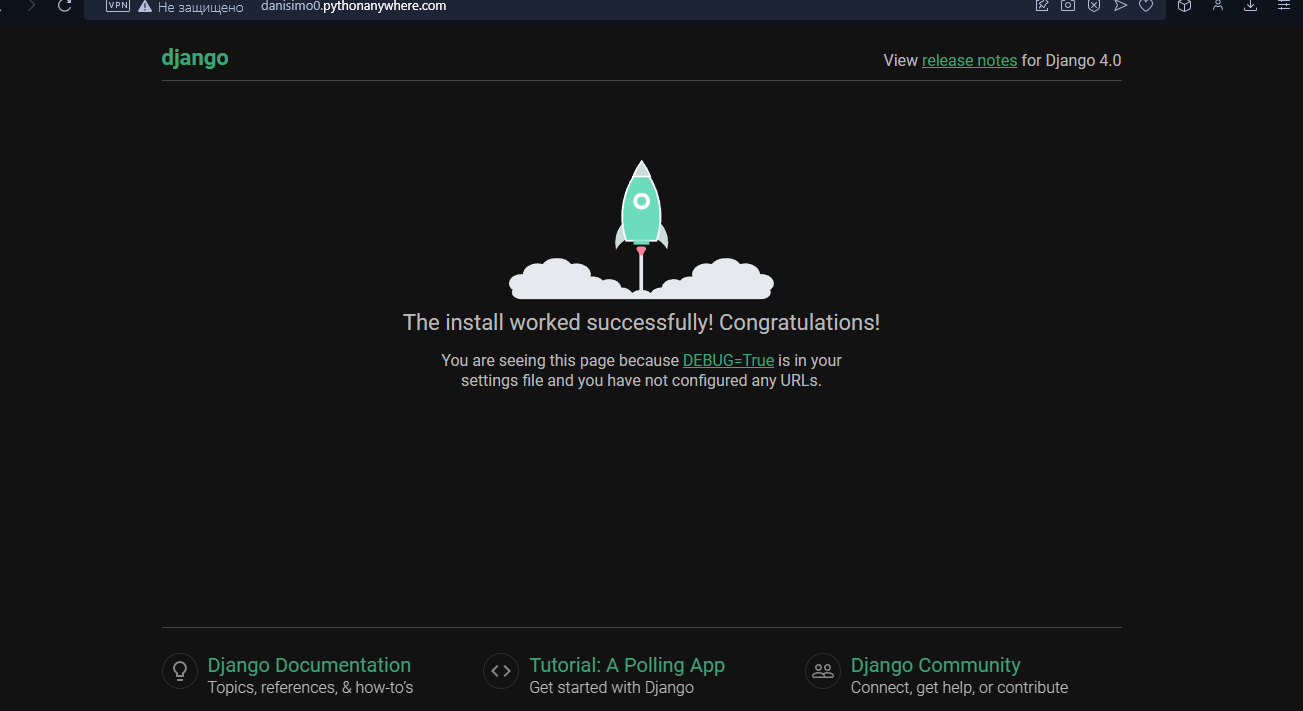 VPN Не защищено danisimo0.pythonanywhere.com
django
View release notes for Django 4.0
The install worked successfully! Congratulations!
You are seeing this page because DEBUG=True is in your
settings file and you have not configured any URLs.
Django Documentation
Topics, references, & how-to’s
Tutorial: A Polling App
Get started with Django
Django Community
Connect, get help, or contribute